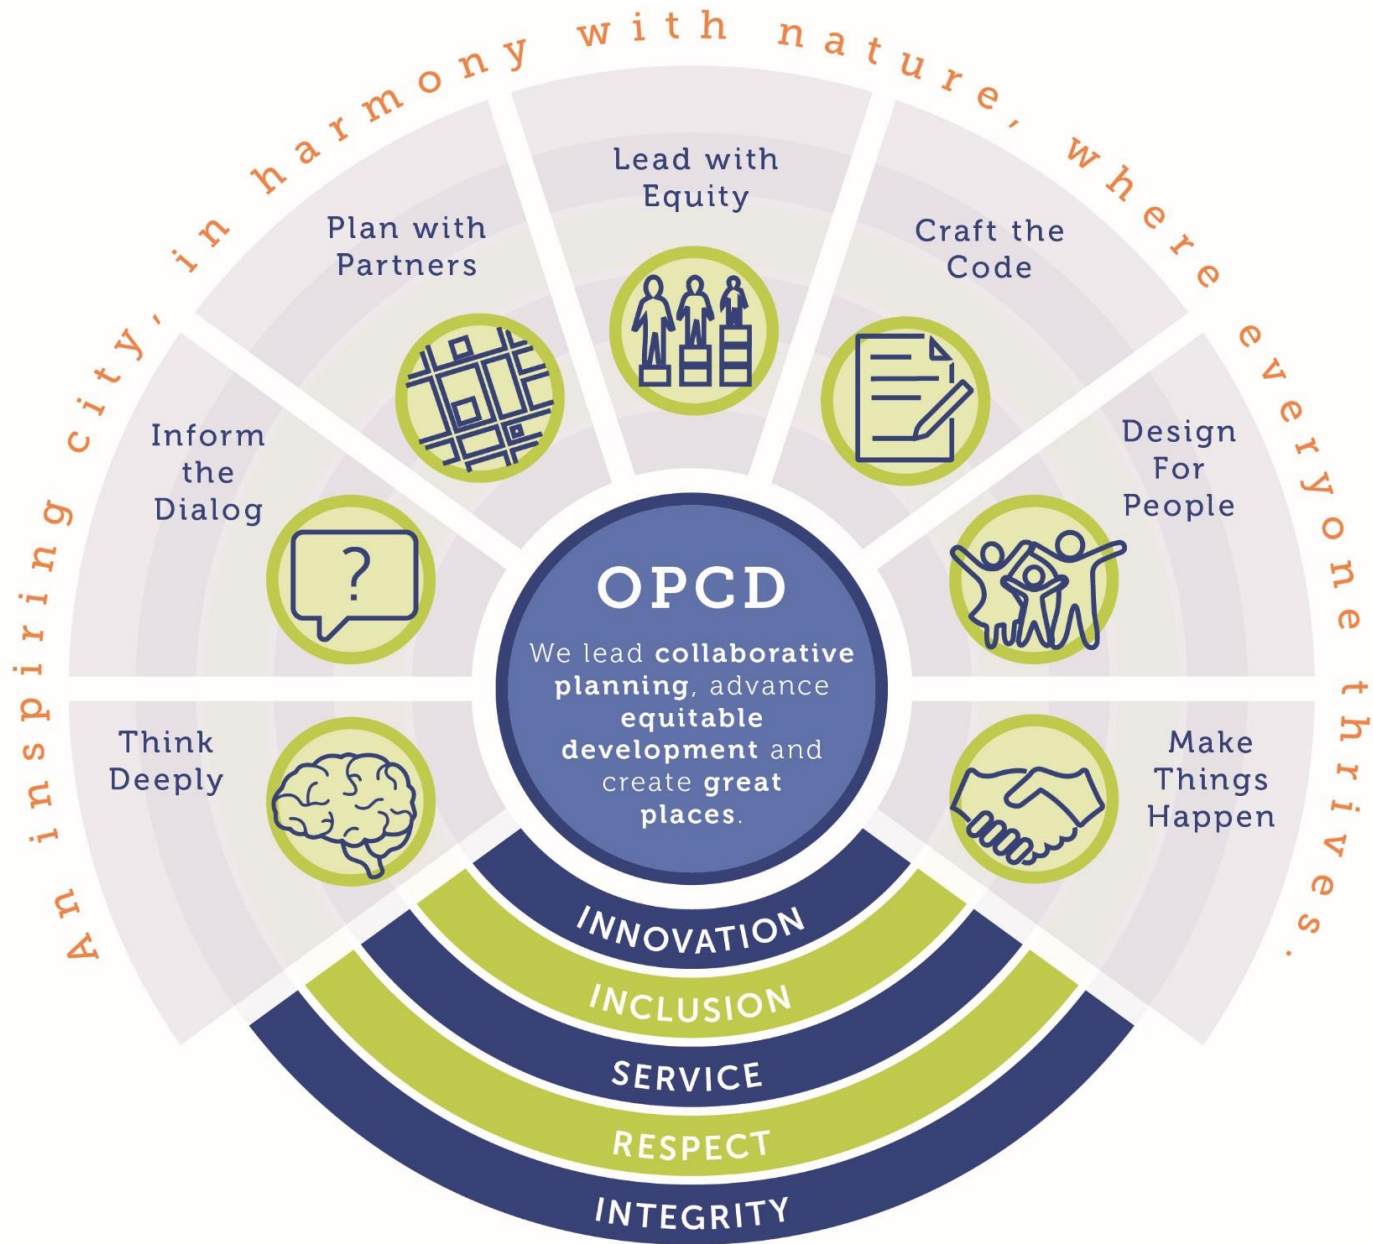 An inspiring city, in harmony with nature, where everyone thrives.
Think
Deeply
Inform
the
Dialog
?
Plan with
Partners
Lead with
Equity
Craft the
Code
Design
For
People
Make
Things
Happen
OPCD
We lead collaborative
planning, advance
equitable
development and
create great
places.
INNOVATION
INCLUSION
SERVICE
RESPECT
INTEGRITY